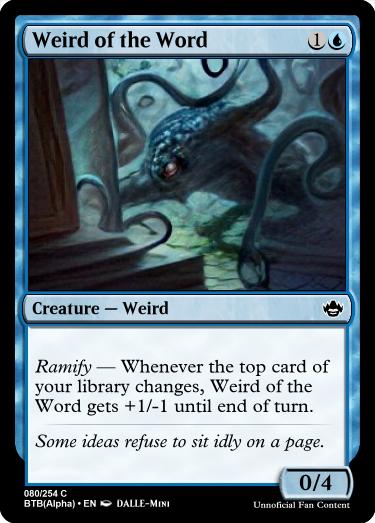 Weird of the Word 1
Creature — Weird
Ramify — Whenever the top card of
your library changes, Weird of the
Word gets +1/-1 until end of turn.
Some ideas refuse to sit idly on a page.
0/4
080/254 C
BTB(Alpha) • EN DALLE-Mini
Unnoficial Fan Content